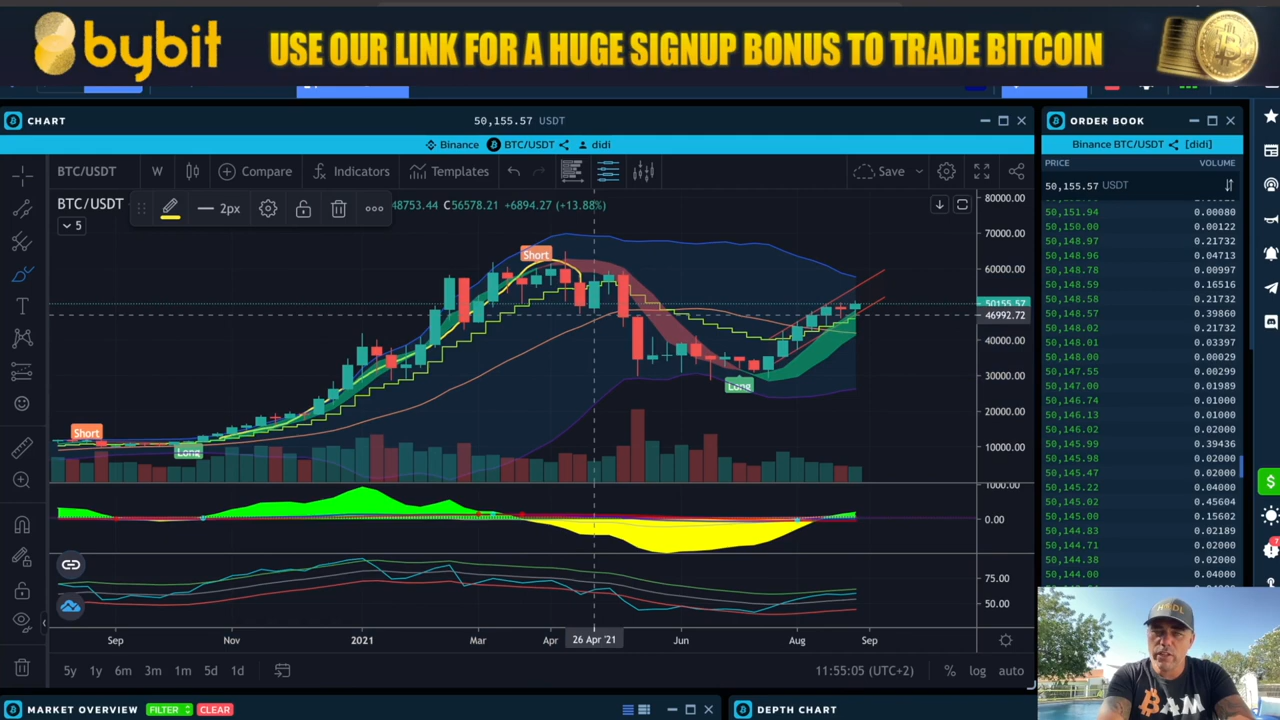 bybit
USE OUR LINK FOR A HUGE SIGNUP BONUS TO TRADE BITCOIN
CHART
50,155.57 USDT
Binance BTC/USDT didi
BTC/USDT W Compare Indicators Templates Save
2px
BTC/USDT 48753.44 C56578.21 +6894.27 (+13.88%)
5
80000.00
70000.00
60000.00
50155.57
46992.72
40000.00
30000.00
20000.00
10000.00
Short
Short
Long
Long
1000.00
0.00
75.00
50.00
Sep Nov 2021 Mar Apr 26 Apr '21 Jun Aug Sep
5y 1y 6m 3m 1m 5d 1d
11:55:05 (UTC+2) % log auto
ORDER BOOK
Binance BTC/USDT [didi]
PRICE VOLUME
50,155.57 USDT
50,151.94 0.00080
50,150.00 0.00122
50,148.97 0.21732
50,148.96 0.04713
50,148.78 0.00997
50,148.59 0.21732
50,148.58 0.21732
50,148.57 0.39860
50,148.02 0.21732
50,148.01 0.03397
50,148.00 0.00029
50,147.55 0.00299
50,147.00 0.01989
50,146.74 0.01000
50,146.13 0.01000
50,146.02 0.02000
50,145.99 0.39436
50,145.98 0.02000
50,145.47 0.02000
50,145.22 0.04000
50,145.02 0.45604
50,145.00 0.15602
50,144.83 0.02189
50,144.71 0.02000
50,144.38 0.02000
50,144.00 0.04000
HODL
BAM
MARKET OVERVIEW FILTER CLEAR
DEPTH CHART